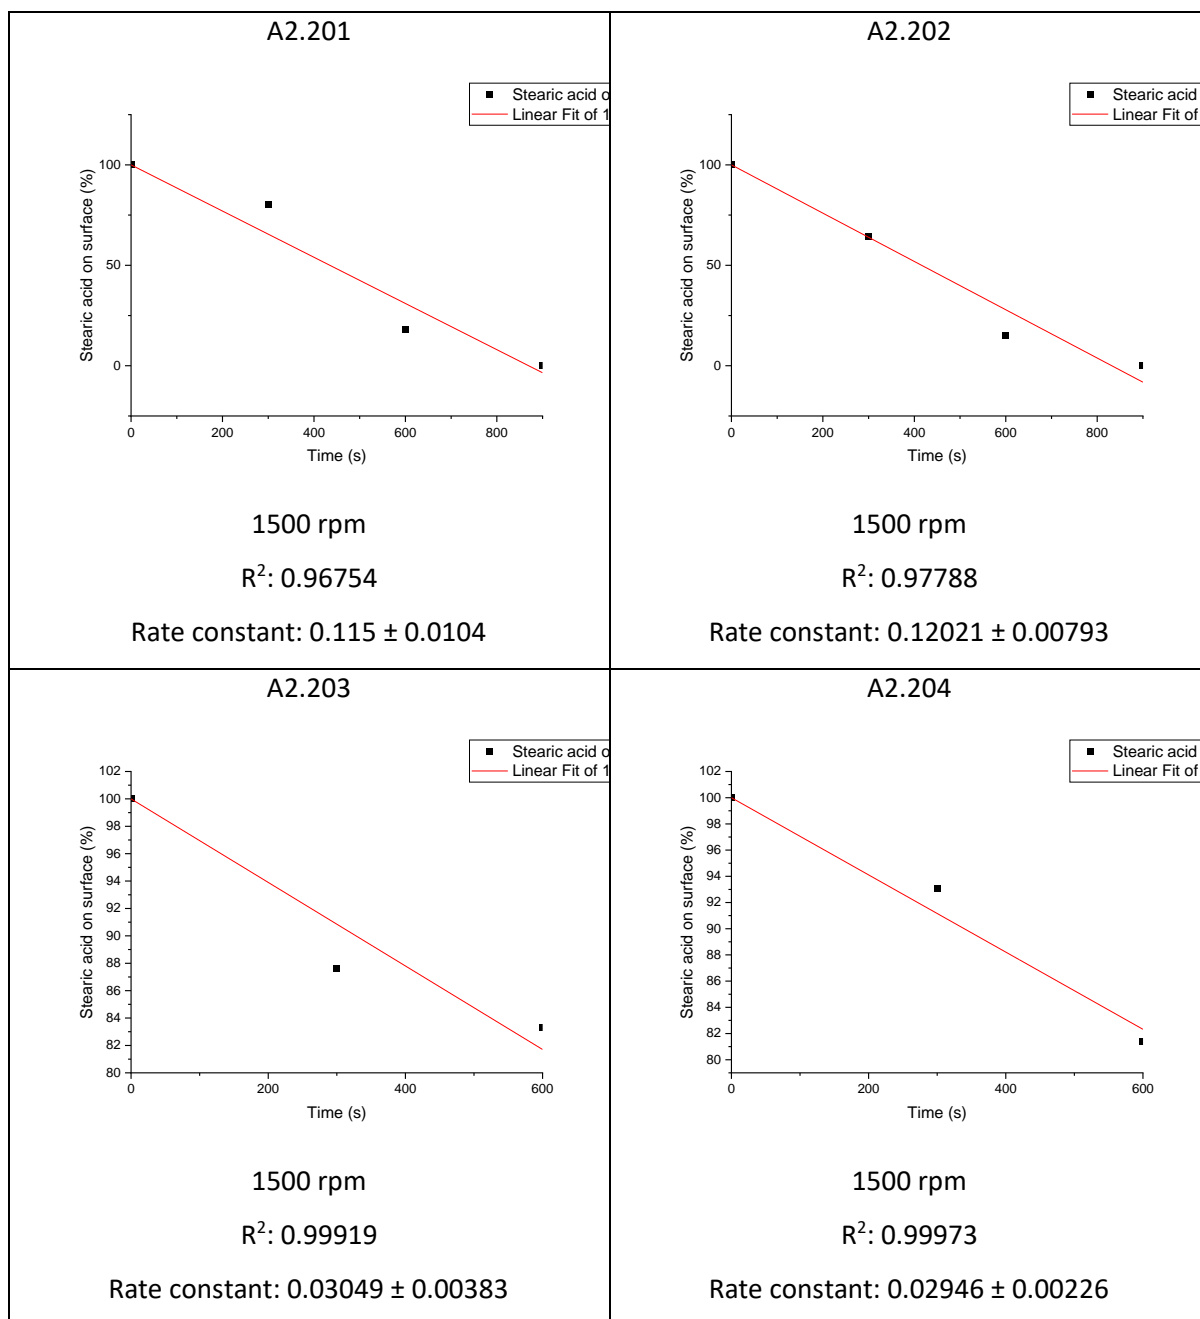 A2.201
Stearic acid o
Linear Fit of 1
Stearic acid on surface (%)
100
50
0
0 200 400 600 800
Time (s)
1500 rpm
R²: 0.96754
Rate constant: 0.115 ± 0.0104
A2.202
Stearic acid
Linear Fit of
Stearic acid on surface (%)
100
50
0
0 200 400 600 800
Time (s)
1500 rpm
R²: 0.97788
Rate constant: 0.12021 ± 0.00793
A2.203
Stearic acid o
Linear Fit of 1
Stearic acid on surface (%)
102
100
98
96
94
92
90
88
86
84
82
80
0 200 400 600
Time (s)
1500 rpm
R²: 0.99919
Rate constant: 0.03049 ± 0.00383
A2.204
Stearic acid
Linear Fit of
Stearic acid on surface (%)
102
100
98
96
94
92
90
88
86
84
82
80
0 200 400 600
Time (s)
1500 rpm
R²: 0.99973
Rate constant: 0.02946 ± 0.00226